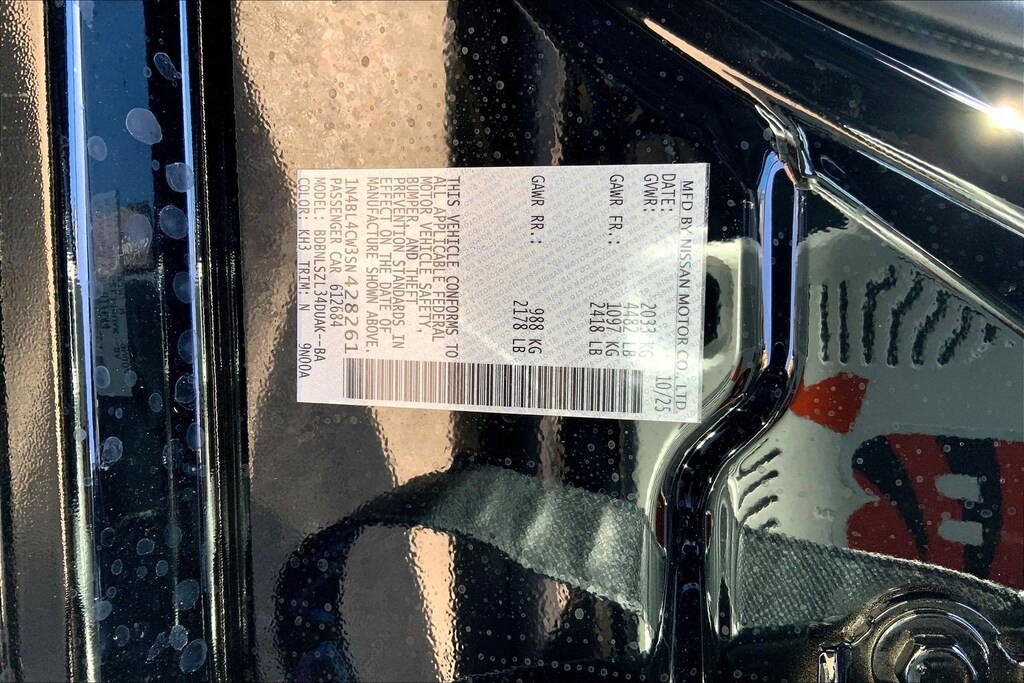 MFD BY NISSAN MOTOR CO., LTD
DATE: 10/25
GVWR: 2033 KG
4482 LB
GAWR FR.: 1097 KG
2418 LB
GAWR RR.: 988 KG
2178 LB
THIS VEHICLE CONFORMS TO
ALL APPLICABLE FEDERAL
MOTOR VEHICLE SAFETY,
BUMPER, AND THEFT
PREVENTION STANDARDS IN
EFFECT ON THE DATE OF
MANUFACTURE SHOWN ABOVE.
1N4BL4CW3SN428261
PASSENGER CAR 612684
MODEL: BDBNLSZL34DUAK--BA
COLOR: KH3 TRIM: N 9N00A